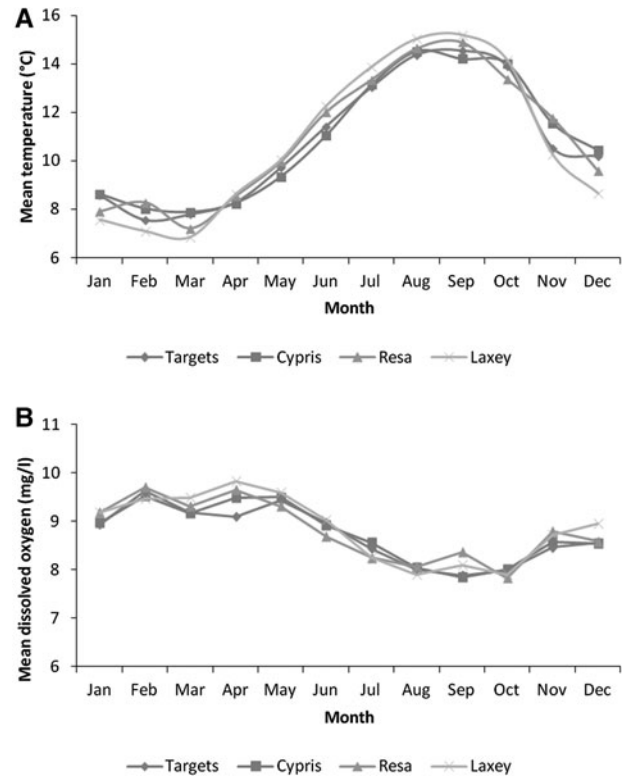 A
Mean temperature (°C)
16
14
12
10
8
6
Jan Feb Mar Apr May Jun Jul Aug Sep Oct Nov Dec
Month
Targets Cypris Resa Laxey
B
Mean dissolved oxygen (mg/l)
11
10
9
8
7
6
Jan Feb Mar Apr May Jun Jul Aug Sep Oct Nov Dec
Month
Targets Cypris Resa Laxey